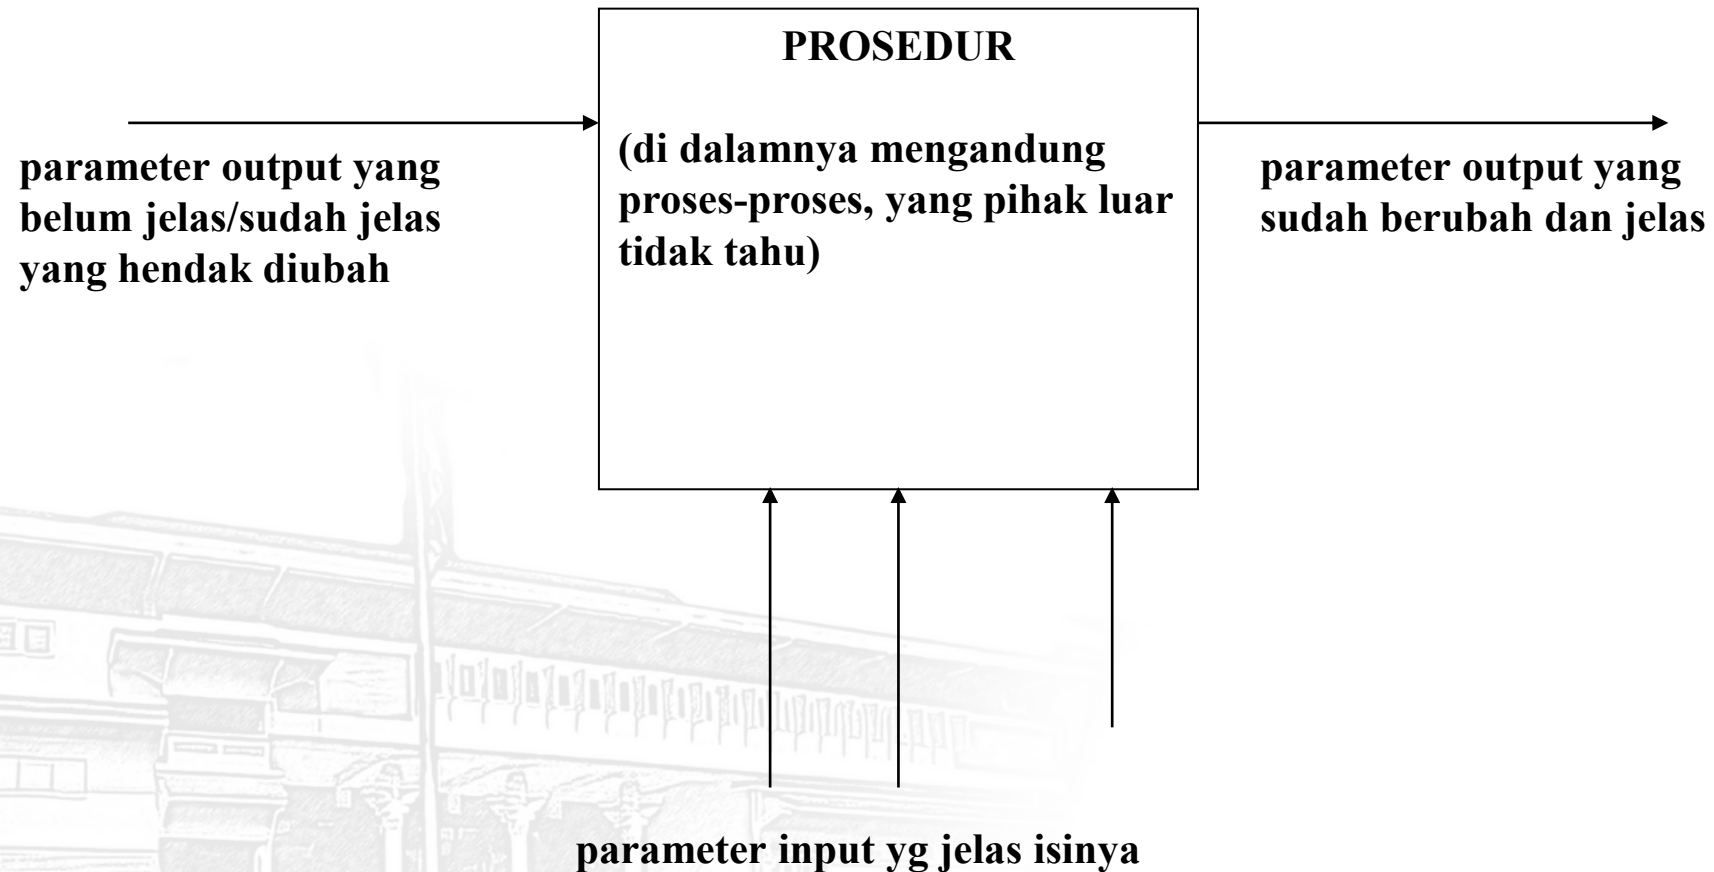 PROSEDUR
(di dalamnya mengandung
proses-proses, yang pihak luar
tidak tahu)
parameter output yang
belum jelas/sudah jelas
yang hendak diubah
parameter output yang
sudah berubah dan jelas
parameter input yg jelas isinya